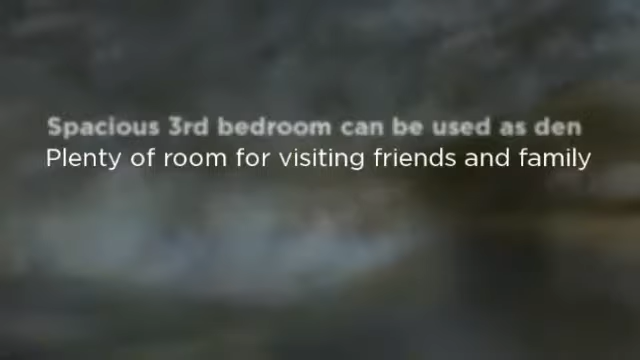 Spacious 3rd bedroom can be used as den
Plenty of room for visiting friends and family